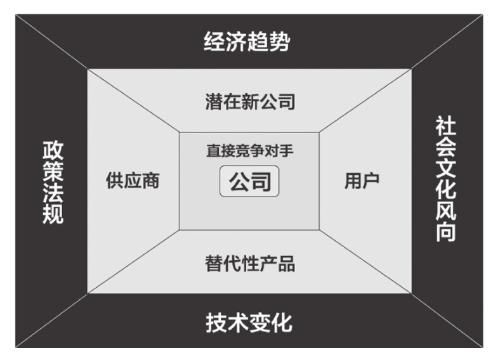 经济趋势
潜在新公司
政策法规
供应商
直接竞争对手
公司
用户
社会文化风向
替代性产品
技术变化